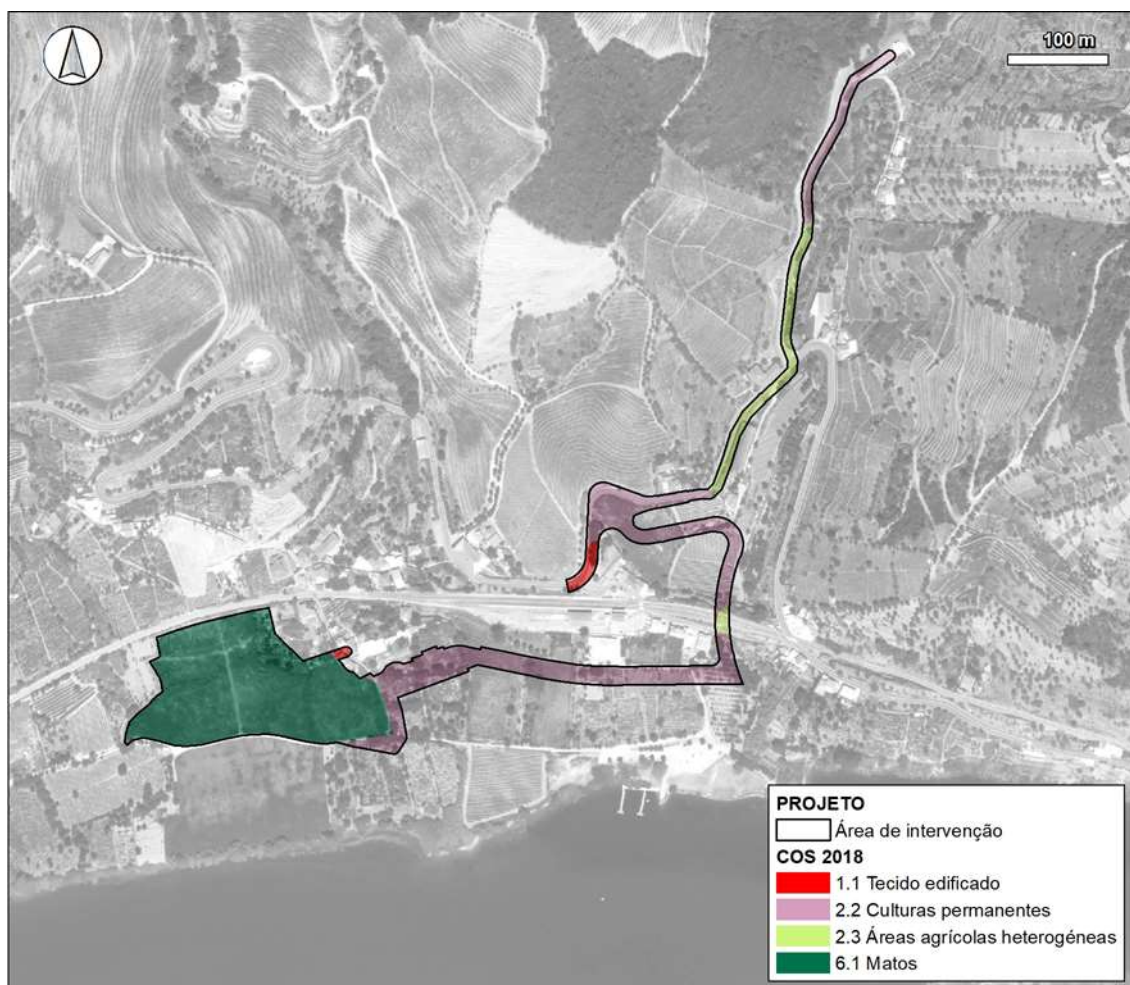 100 m
PROJETO
Área de intervenção
COS 2018
1.1 Tecido edificado
2.2 Culturas permanentes
2.3 Áreas agrícolas heterogéneas
6.1 Matos